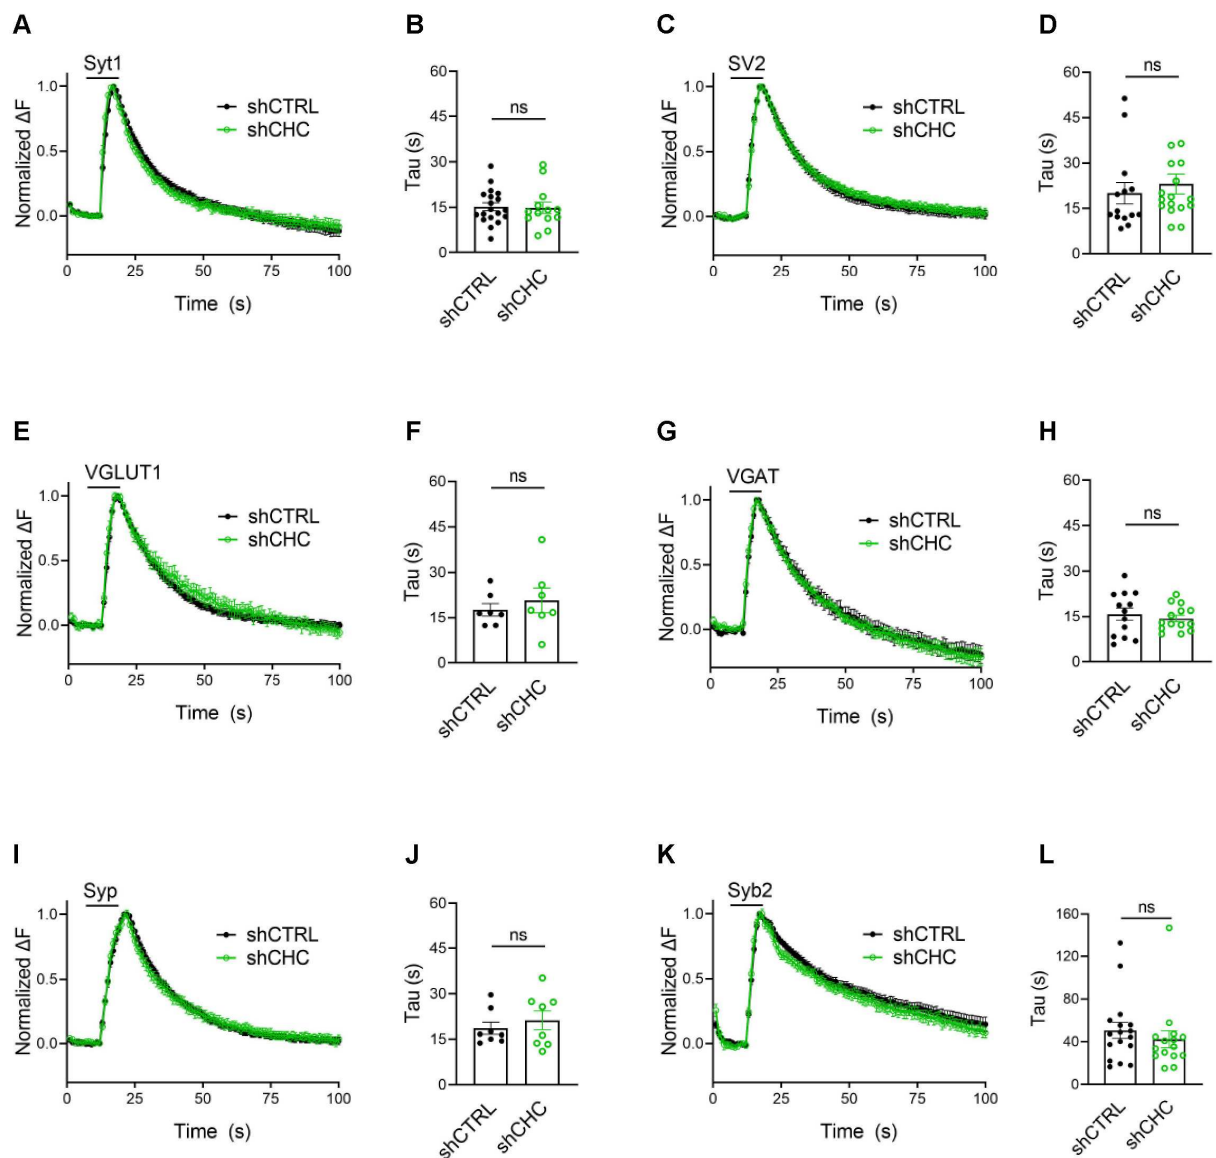 A
Syt1
Normalized ΔF
1.0
0.5
0.0
shCTRL
shCHC
0 25 50 75 100
Time (s)
B
Tau (s)
60
45
30
15
0
ns
shCTRL
shCHC
C
SV2
Normalized ΔF
1.0
0.5
0.0
shCTRL
shCHC
0 25 50 75 100
Time (s)
D
Tau (s)
60
45
30
15
0
ns
shCTRL
shCHC
E
VGLUT1
Normalized ΔF
1.0
0.5
0.0
shCTRL
shCHC
0 25 50 75 100
Time (s)
F
Tau (s)
60
45
30
15
0
ns
shCTRL
shCHC
G
VGAT
Normalized ΔF
1.0
0.5
0.0
shCTRL
shCHC
0 25 50 75 100
Time (s)
H
Tau (s)
60
45
30
15
0
ns
shCTRL
shCHC
I
Syp
Normalized ΔF
1.0
0.5
0.0
shCTRL
shCHC
0 25 50 75 100
Time (s)
J
Tau (s)
60
45
30
15
0
ns
shCTRL
shCHC
K
Syb2
Normalized ΔF
1.0
0.5
0.0
shCTRL
shCHC
0 25 50 75 100
Time (s)
L
Tau (s)
160
120
80
40
0
ns
shCTRL
shCHC